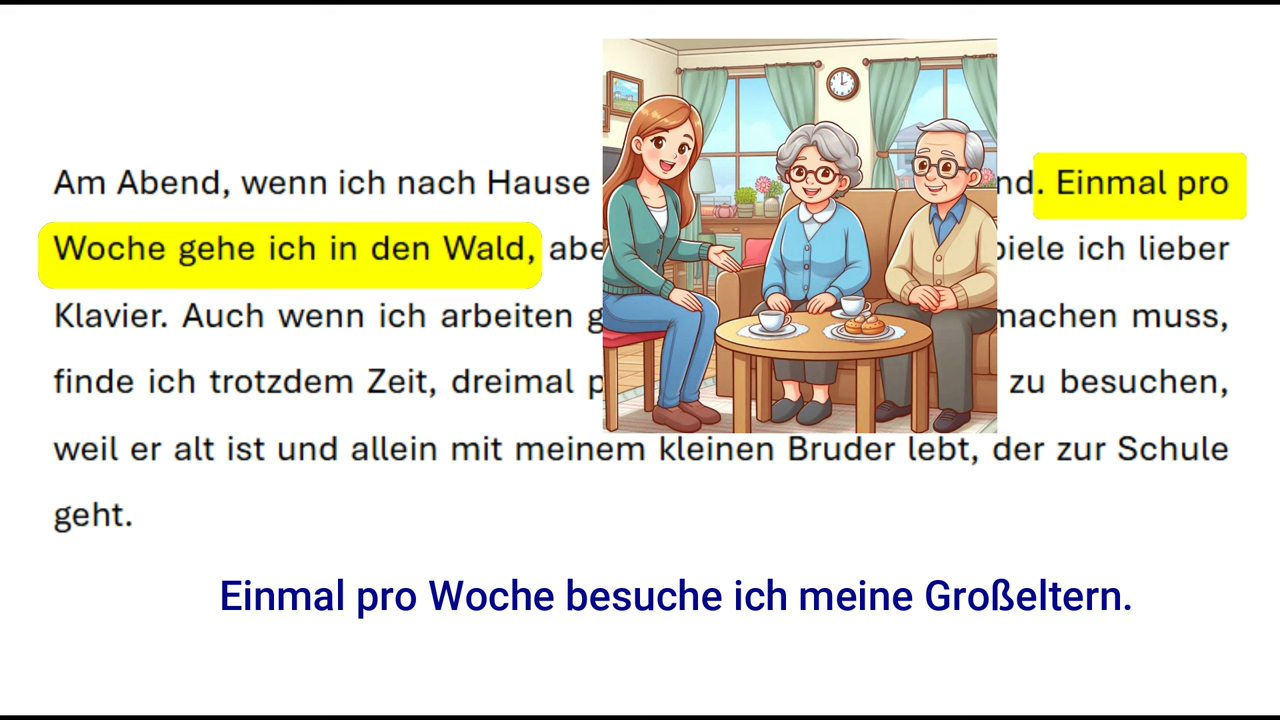 Am Abend, wenn ich nach Hause nd. Einmal pro
Woche gehe ich in den Wald, abe piele ich lieber
Klavier. Auch wenn ich arbeiten g machen muss,
finde ich trotzdem Zeit, dreimal p zu besuchen,
weil er alt ist und allein mit meinem kleinen Bruder lebt, der zur Schule
geht.
Einmal pro Woche besuche ich meine Großeltern.